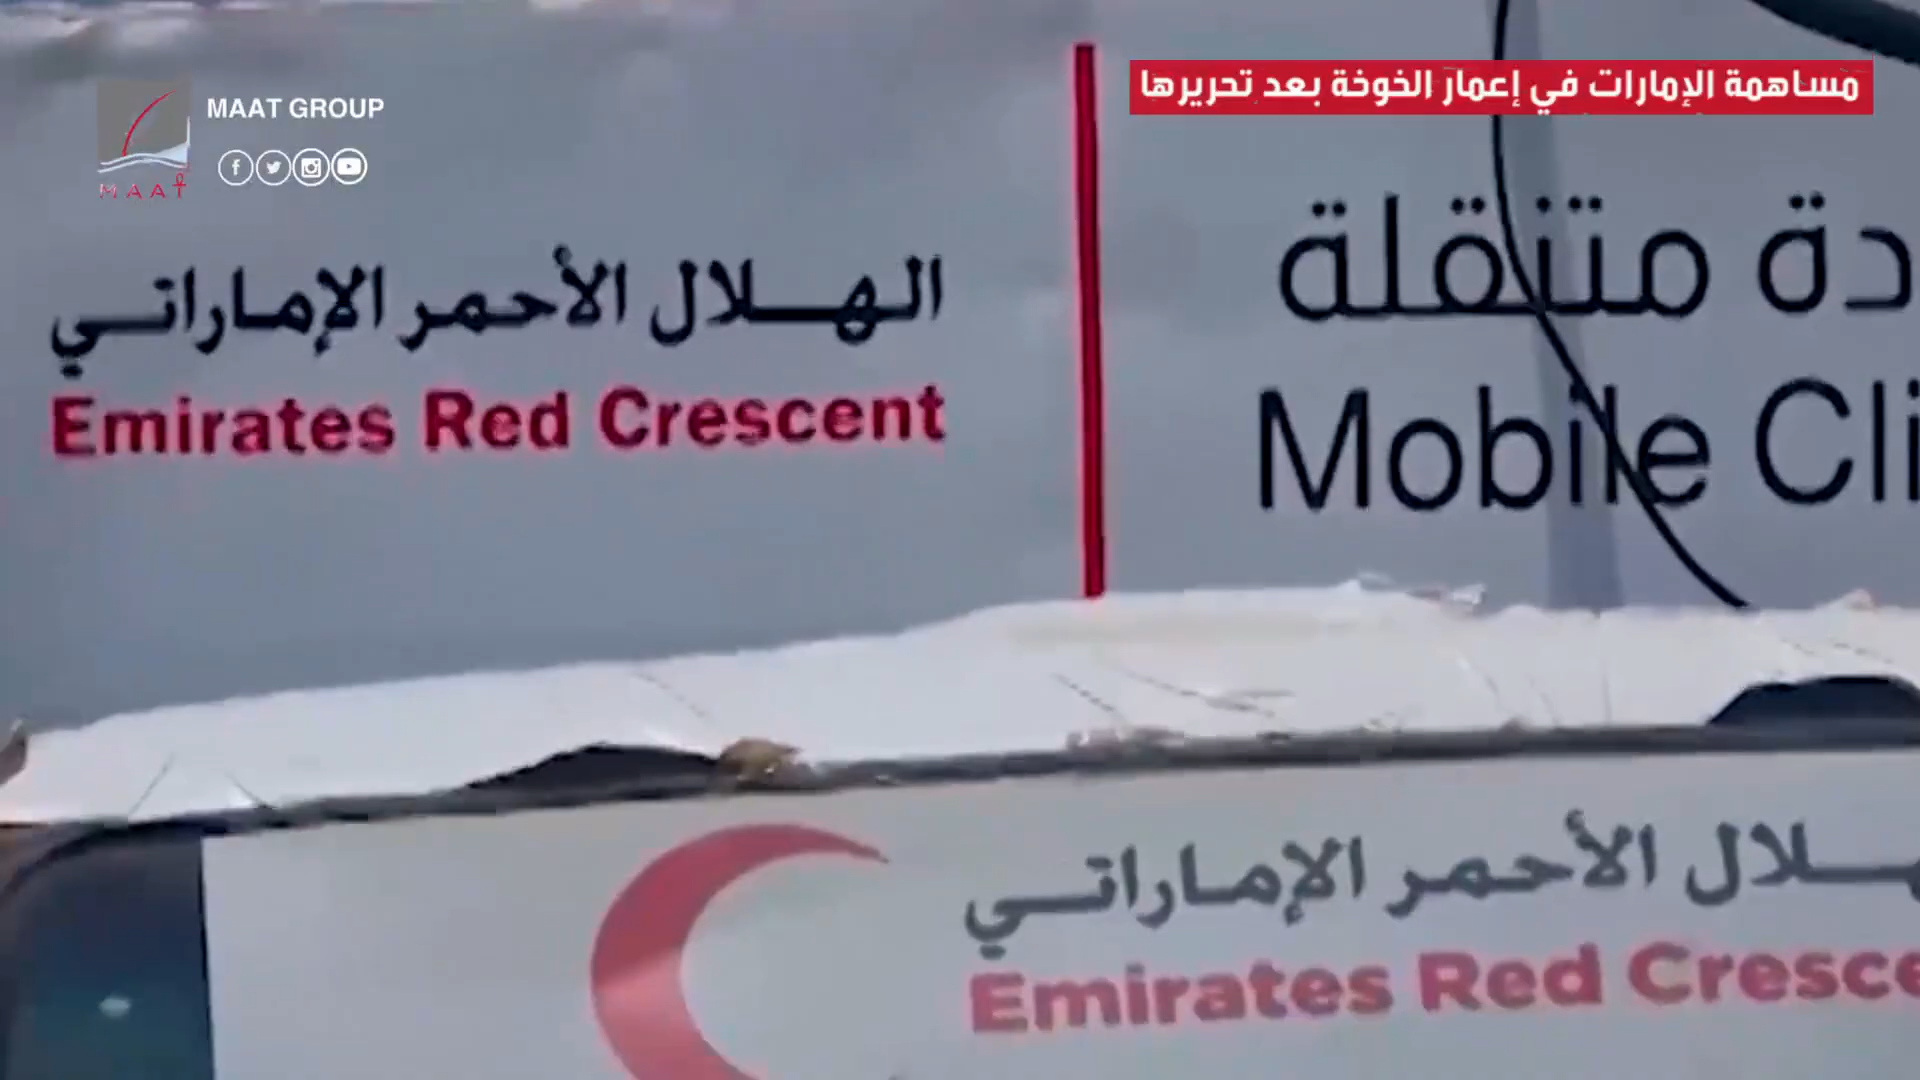 مساهمة الإمارات في إعمار الخوخة بعد تحريرها
MAAT GROUP
MAAT
الهلال الأحمر الإماراتي
Emirates Red Crescent
متنقلة
Mobile
الأحمر الإماراتي
Emirates Red